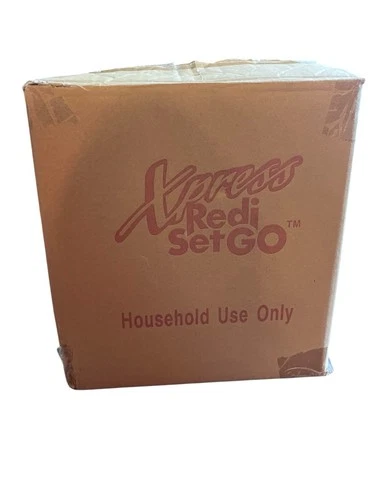 Xpress
Redi
SetGO™
Household Use Only